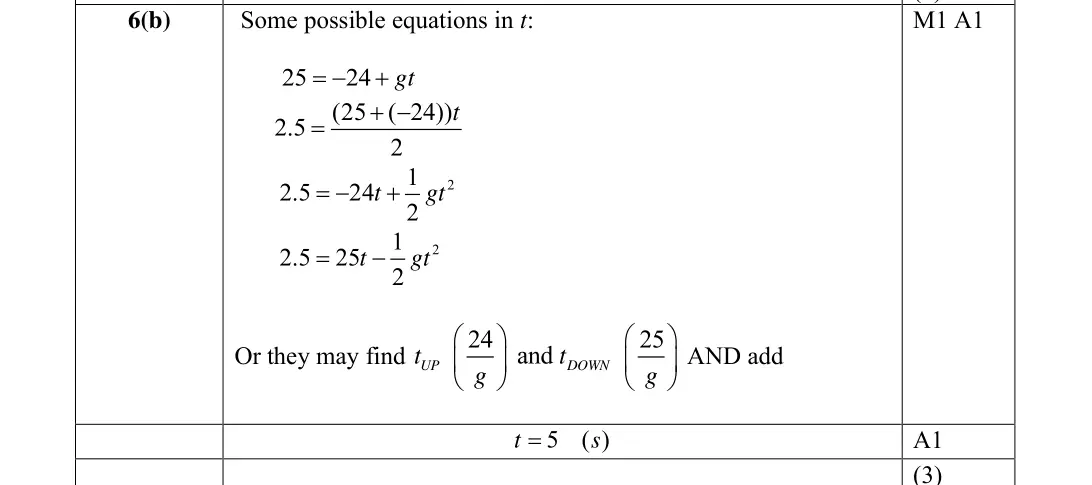 6(b) Some possible equations in t: M1 A1
25 = −24 + gt
2.5 = (25 + (−24))t / 2
2.5 = −24t + 1/2 gt²
2.5 = 25t − 1/2 gt²
Or they may find t_UP (24/g) and t_DOWN (25/g) AND add
t = 5 (s) A1
(3)